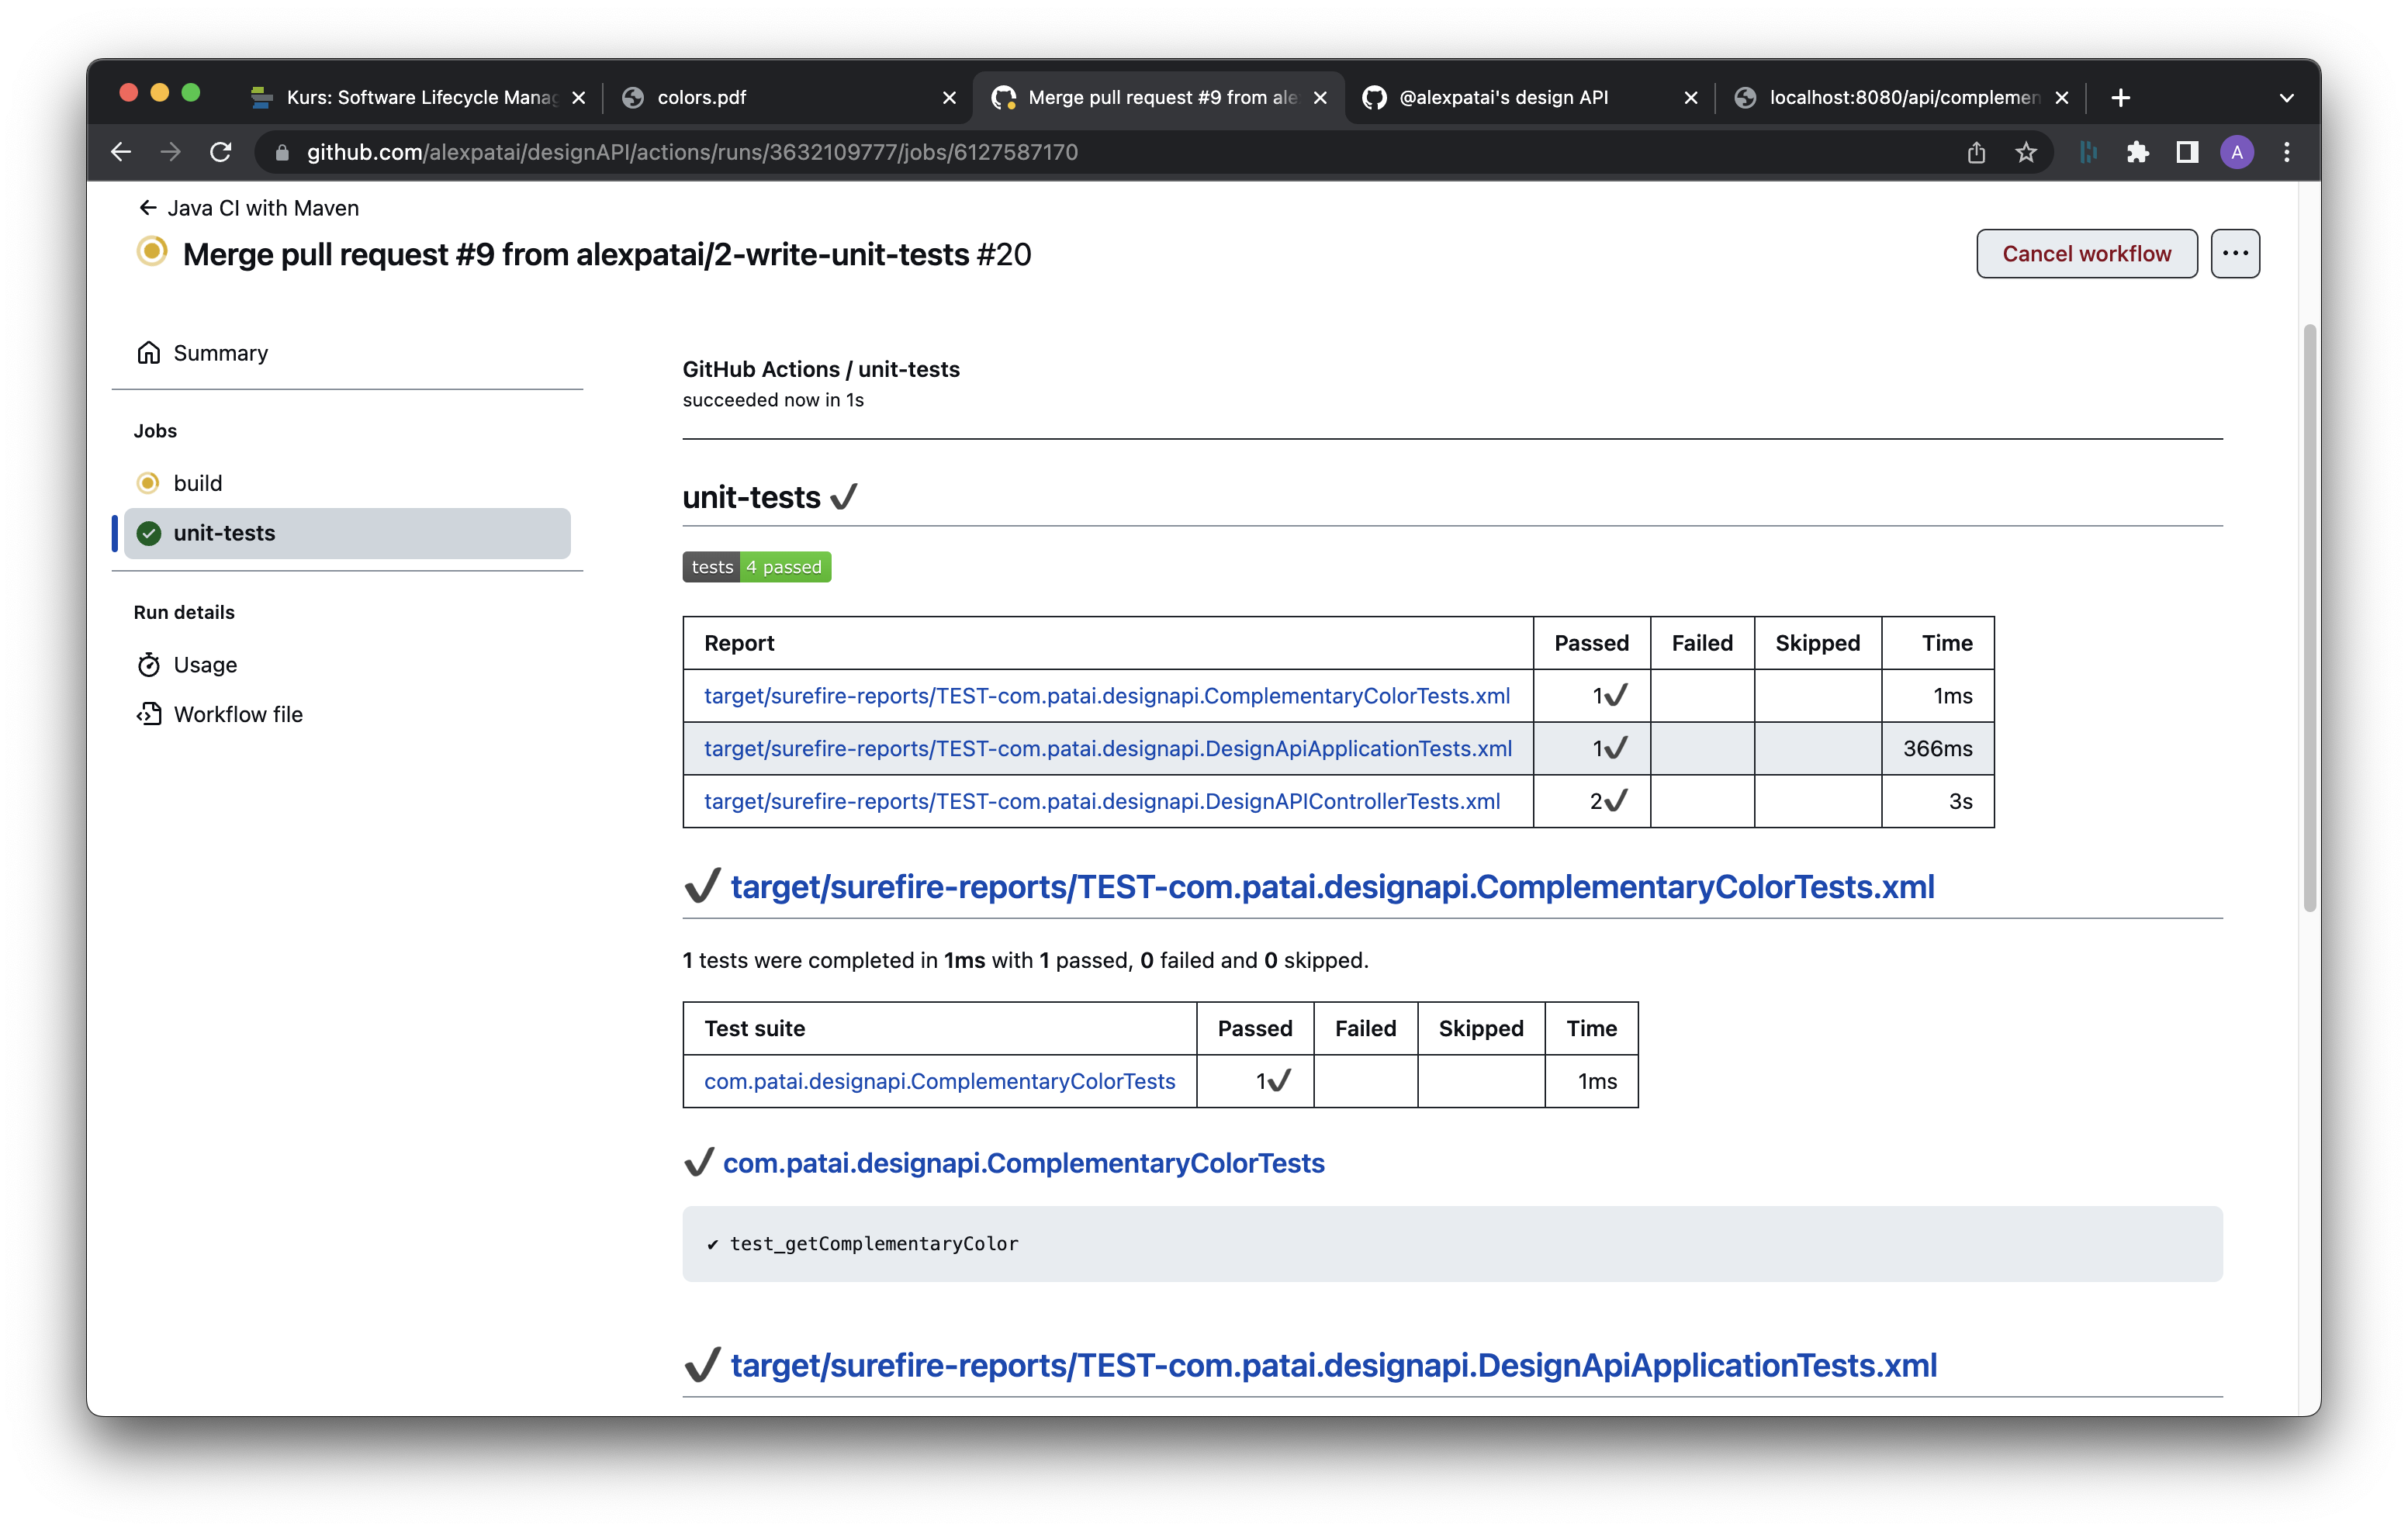 Kurs: Software Lifecycle Manag
colors.pdf
Merge pull request #9 from ale
@alexpatai's design API
localhost:8080/api/complemen
github.com/alexpatai/designAPI/actions/runs/3632109777/jobs/6127587170
A
Java CI with Maven
Merge pull request #9 from alexpatai/2-write-unit-tests #20
Cancel workflow
Summary
Jobs
build
unit-tests
Run details
Usage
Workflow file
GitHub Actions / unit-tests
succeeded now in 1s
unit-tests ✔
tests 4 passed
Report Passed Failed Skipped Time
target/surefire-reports/TEST-com.patai.designapi.ComplementaryColorTests.xml 1✔ 1ms
target/surefire-reports/TEST-com.patai.designapi.DesignApiApplicationTests.xml 1✔ 366ms
target/surefire-reports/TEST-com.patai.designapi.DesignAPIControllerTests.xml 2✔ 3s
✔ target/surefire-reports/TEST-com.patai.designapi.ComplementaryColorTests.xml
1 tests were completed in 1ms with 1 passed, 0 failed and 0 skipped.
Test suite Passed Failed Skipped Time
com.patai.designapi.ComplementaryColorTests 1✔ 1ms
✔ com.patai.designapi.ComplementaryColorTests
✔ test_getComplementaryColor
✔ target/surefire-reports/TEST-com.patai.designapi.DesignApiApplicationTests.xml